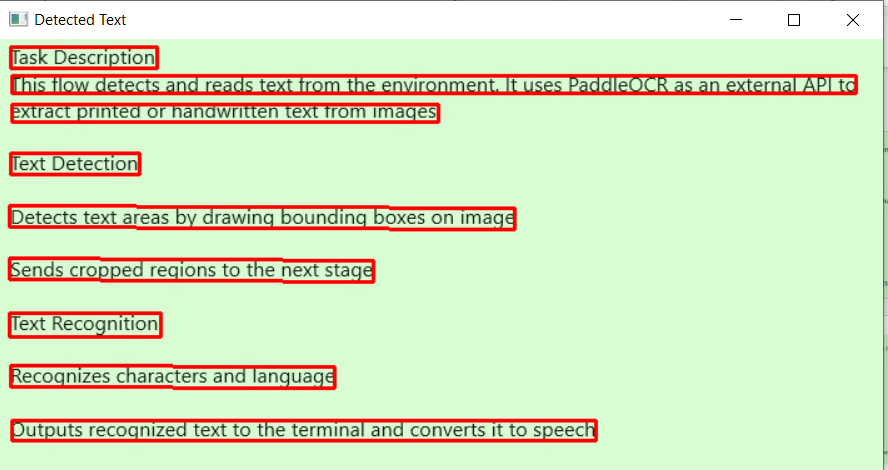 Detected Text
Task Description
This flow detects and reads text from the environment. It uses PaddleOCR as an external API to
extract printed or handwritten text from images
Text Detection
Detects text areas by drawing bounding boxes on image
Sends cropped regions to the next stage
Text Recognition
Recognizes characters and language
Outputs recognized text to the terminal and converts it to speech